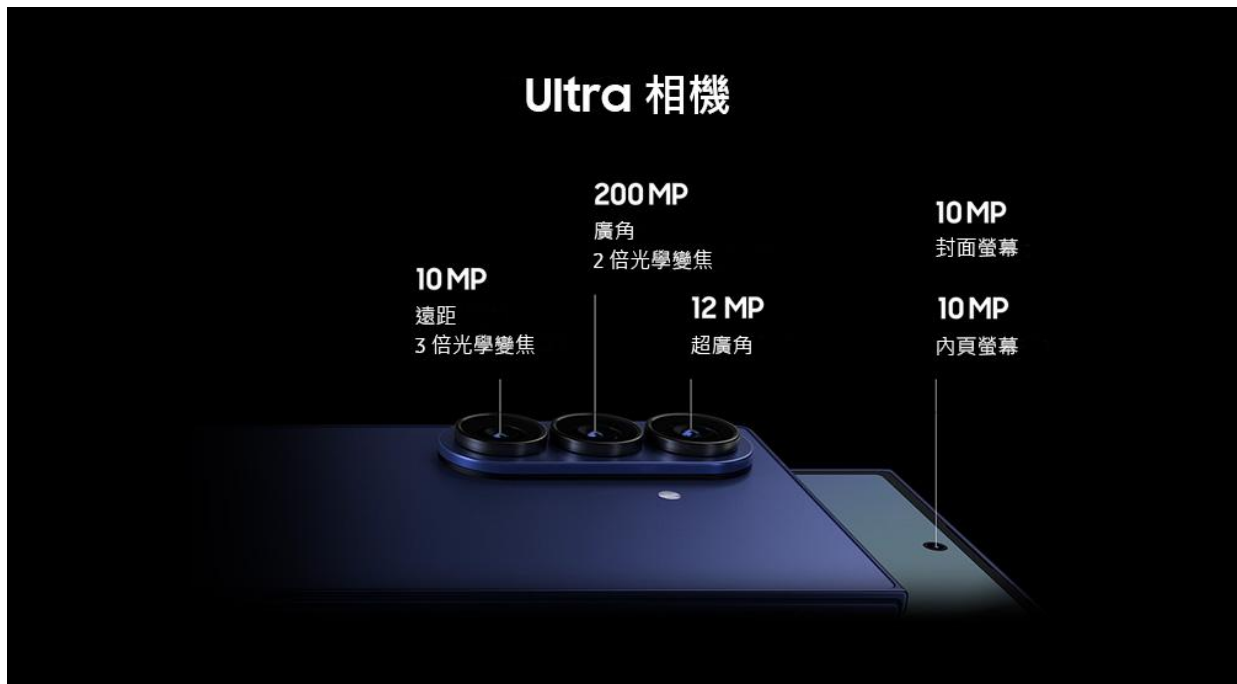 Ultra 相機
200 MP
廣角
2 倍光學變焦
10 MP
遠距
3 倍光學變焦
12 MP
超廣角
10 MP
封面螢幕
10 MP
內頁螢幕